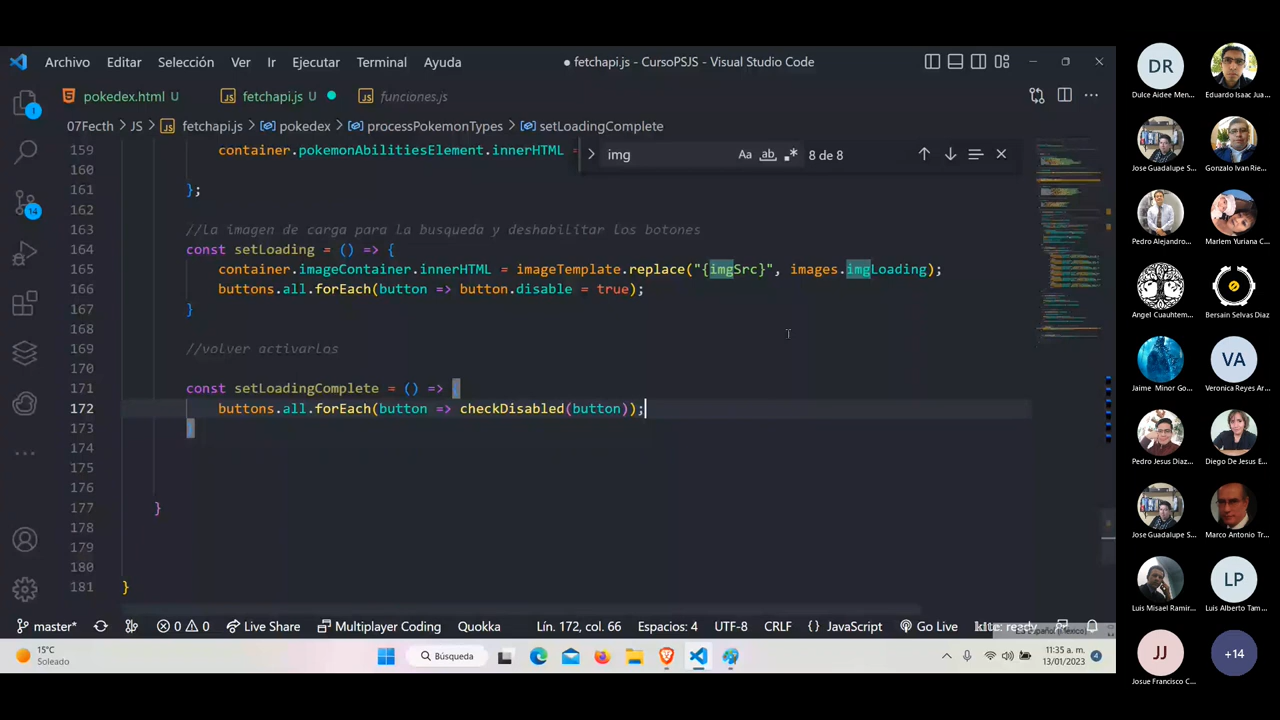 Archivo Editar Selección Ver Ir Ejecutar Terminal Ayuda
● fetchapi.js - CursoPSJS - Visual Studio Code
pokedex.html U
fetchapi.js U
funciones.js
07Fecth > JS > fetchapi.js > pokedex > processPokemonTypes > setLoadingComplete
img
Aa ab .* 8 de 8
159 container.pokemonAbilitiesElement.innerHTML =
160
161 };
162
163 //La imagen de carga para la busqueda y deshabilitar los botones
164 const setLoading = () => {
165 container.imageContainer.innerHTML = imageTemplate.replace("{imgSrc}", images.imgLoading);
166 buttons.all.forEach(button => button.disable = true);
167 }
168
169 //volver activarlos
170
171 const setLoadingComplete = () => {
172 buttons.all.forEach(button => checkDisabled(button));
173 }
174
175
176
177 }
178
179
180
181 }
1
14
master* 0 0 Live Share Multiplayer Coding Quokka Lín. 172, col. 66 Espacios: 4 UTF-8 CRLF {} JavaScript Go Live kite: ready
15°C
Soleado
Búsqueda
11:35 a. m.
13/01/2023
4
DR
Dulce Aidee Men...
Eduardo Isaac Jua...
Jose Guadalupe S...
Gonzalo Ivan Rie...
Pedro Alejandro...
Marlem Yuriana C...
Angel Cuauhtem...
Bersain Selvas Diaz
Jaime Minor Go...
VA
Veronica Reyes Ar...
Pedro Jesus Diaz...
Diego De Jesus E...
Jose Guadalupe S...
Marco Antonio Tr...
Luis Misael Ramir...
LP
Luis Alberto Tam...
JJ
Josue Francisco C...
+14